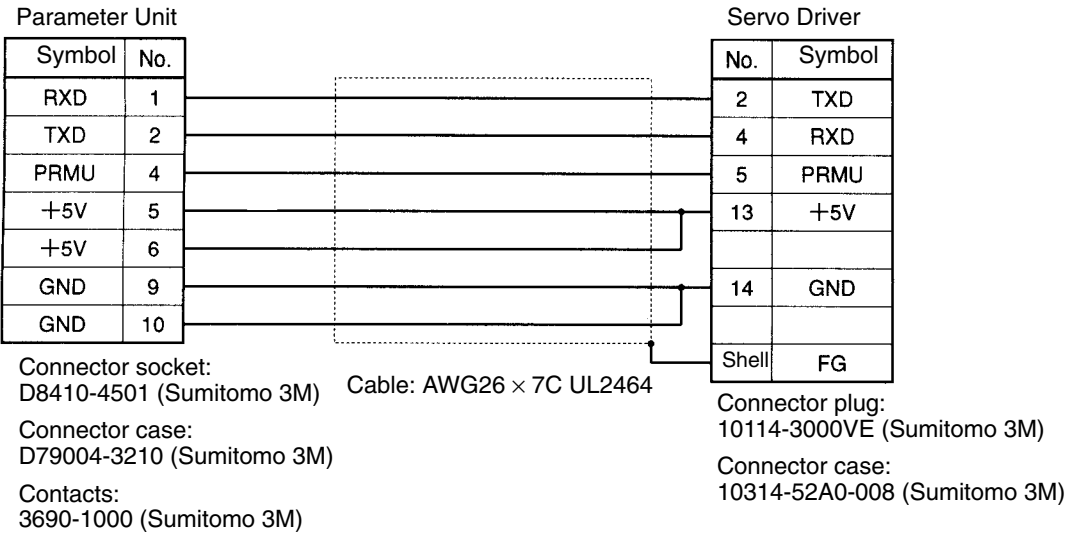 Parameter Unit Servo Driver
Symbol No. No. Symbol
RXD 1 2 TXD
TXD 2 4 RXD
PRMU 4 5 PRMU
+5V 5 13 +5V
+5V 6
GND 9 14 GND
GND 10
Shell FG
Connector socket:
D8410-4501 (Sumitomo 3M)
Connector case:
D79004-3210 (Sumitomo 3M)
Contacts:
3690-1000 (Sumitomo 3M)
Cable: AWG26 × 7C UL2464
Connector plug:
10114-3000VE (Sumitomo 3M)
Connector case:
10314-52A0-008 (Sumitomo 3M)